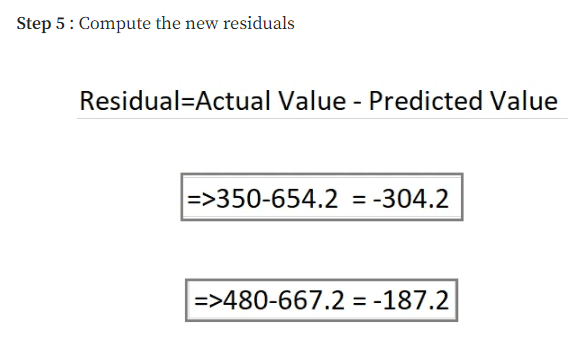 Step 5 : Compute the new residuals
Residual=Actual Value - Predicted Value
=>350-654.2 = -304.2
=>480-667.2 = -187.2